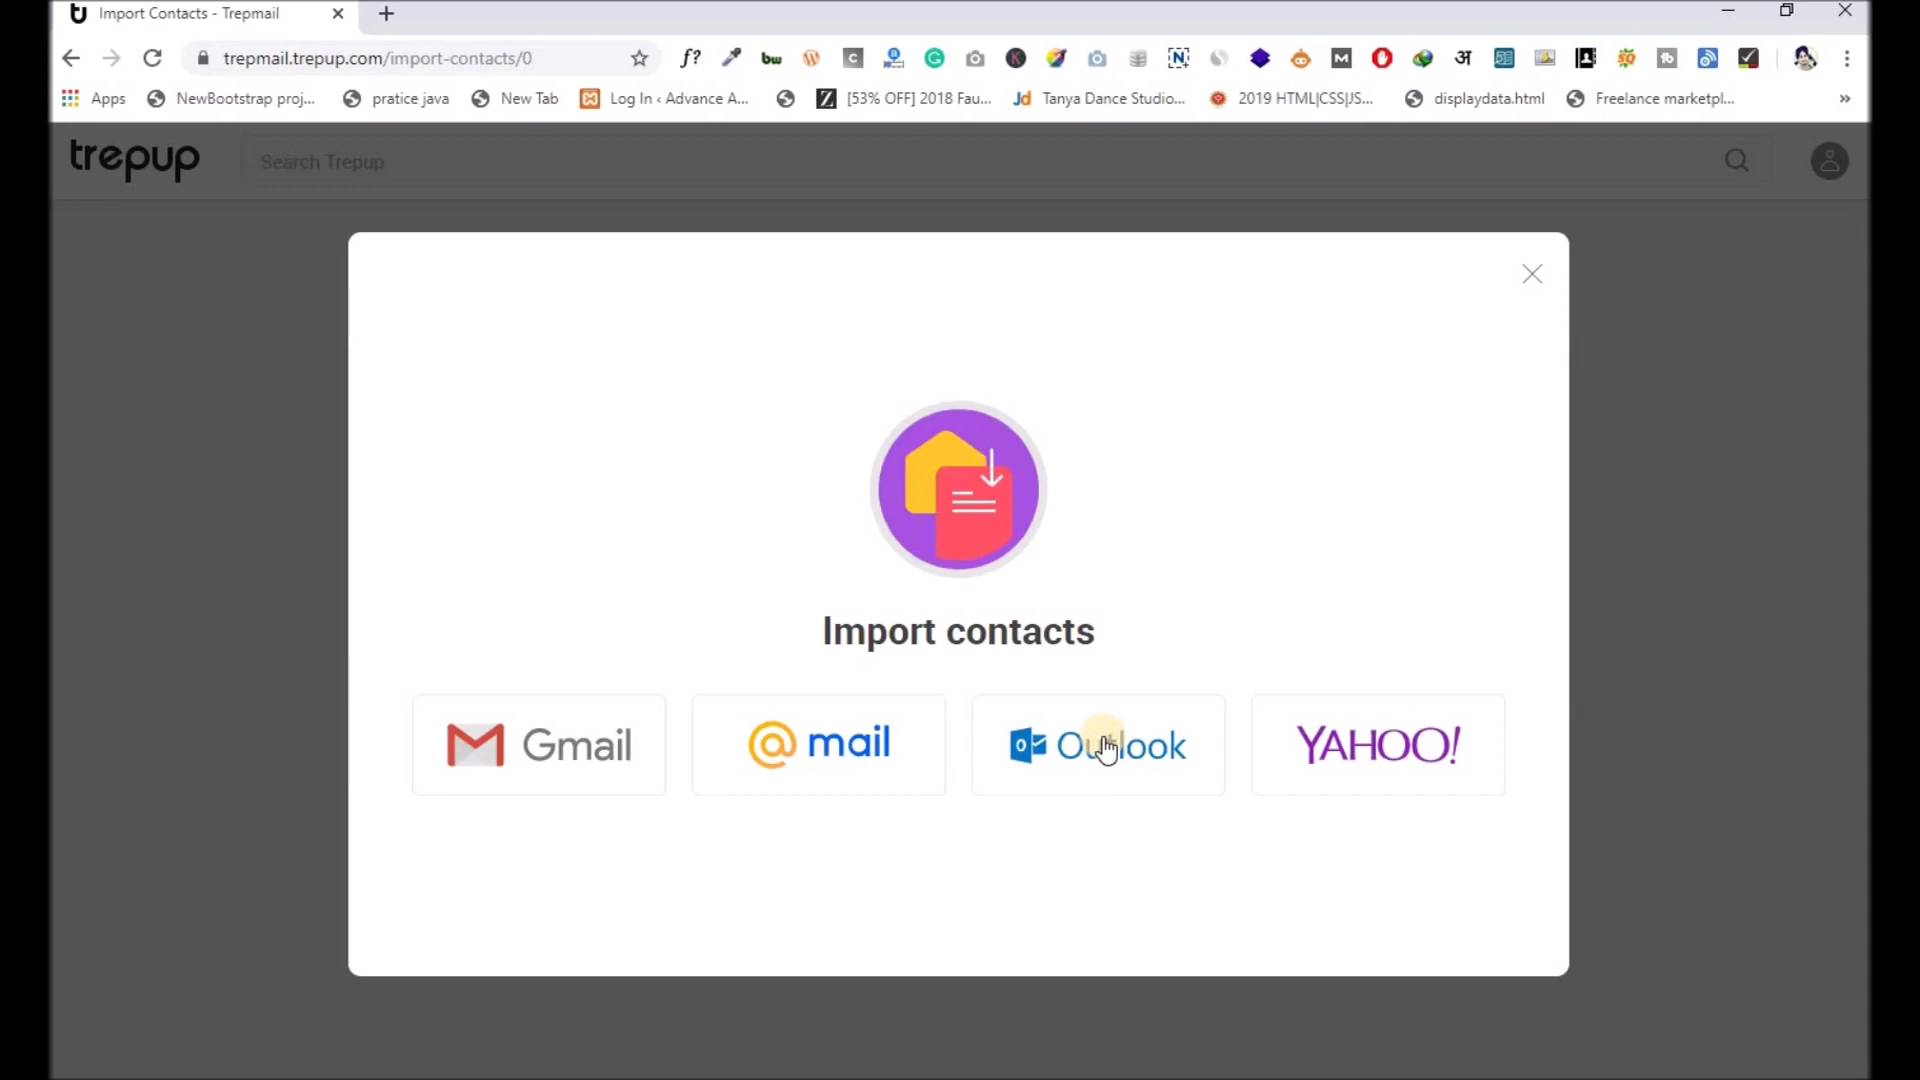 Import Contacts - Trepmail
trepmail.trepup.com/import-contacts/0
Apps NewBootstrap proj... pratice java New Tab Log In ‹ Advance A... [53% OFF] 2018 Fau... Tanya Dance Studio... 2019 HTML|CSS|JS... displaydata.html Freelance marketpl... »
trepup
Search Trepup
Import contacts
Gmail
@mail
Outlook
YAHOO!